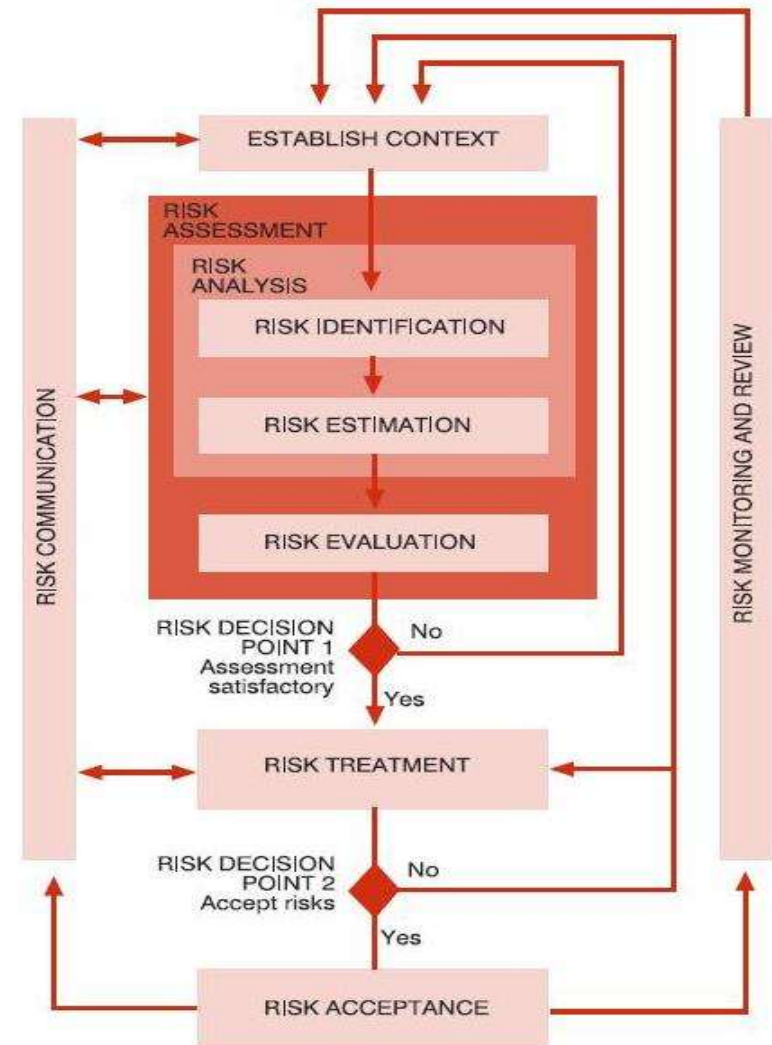 ESTABLISH CONTEXT
RISK
ASSESSMENT
RISK
ANALYSIS
RISK IDENTIFICATION
RISK ESTIMATION
RISK EVALUATION
RISK COMMUNICATION
RISK MONITORING AND REVIEW
RISK DECISION
POINT 1
Assessment
satisfactory
No
Yes
RISK TREATMENT
RISK DECISION
POINT 2
Accept risks
No
Yes
RISK ACCEPTANCE